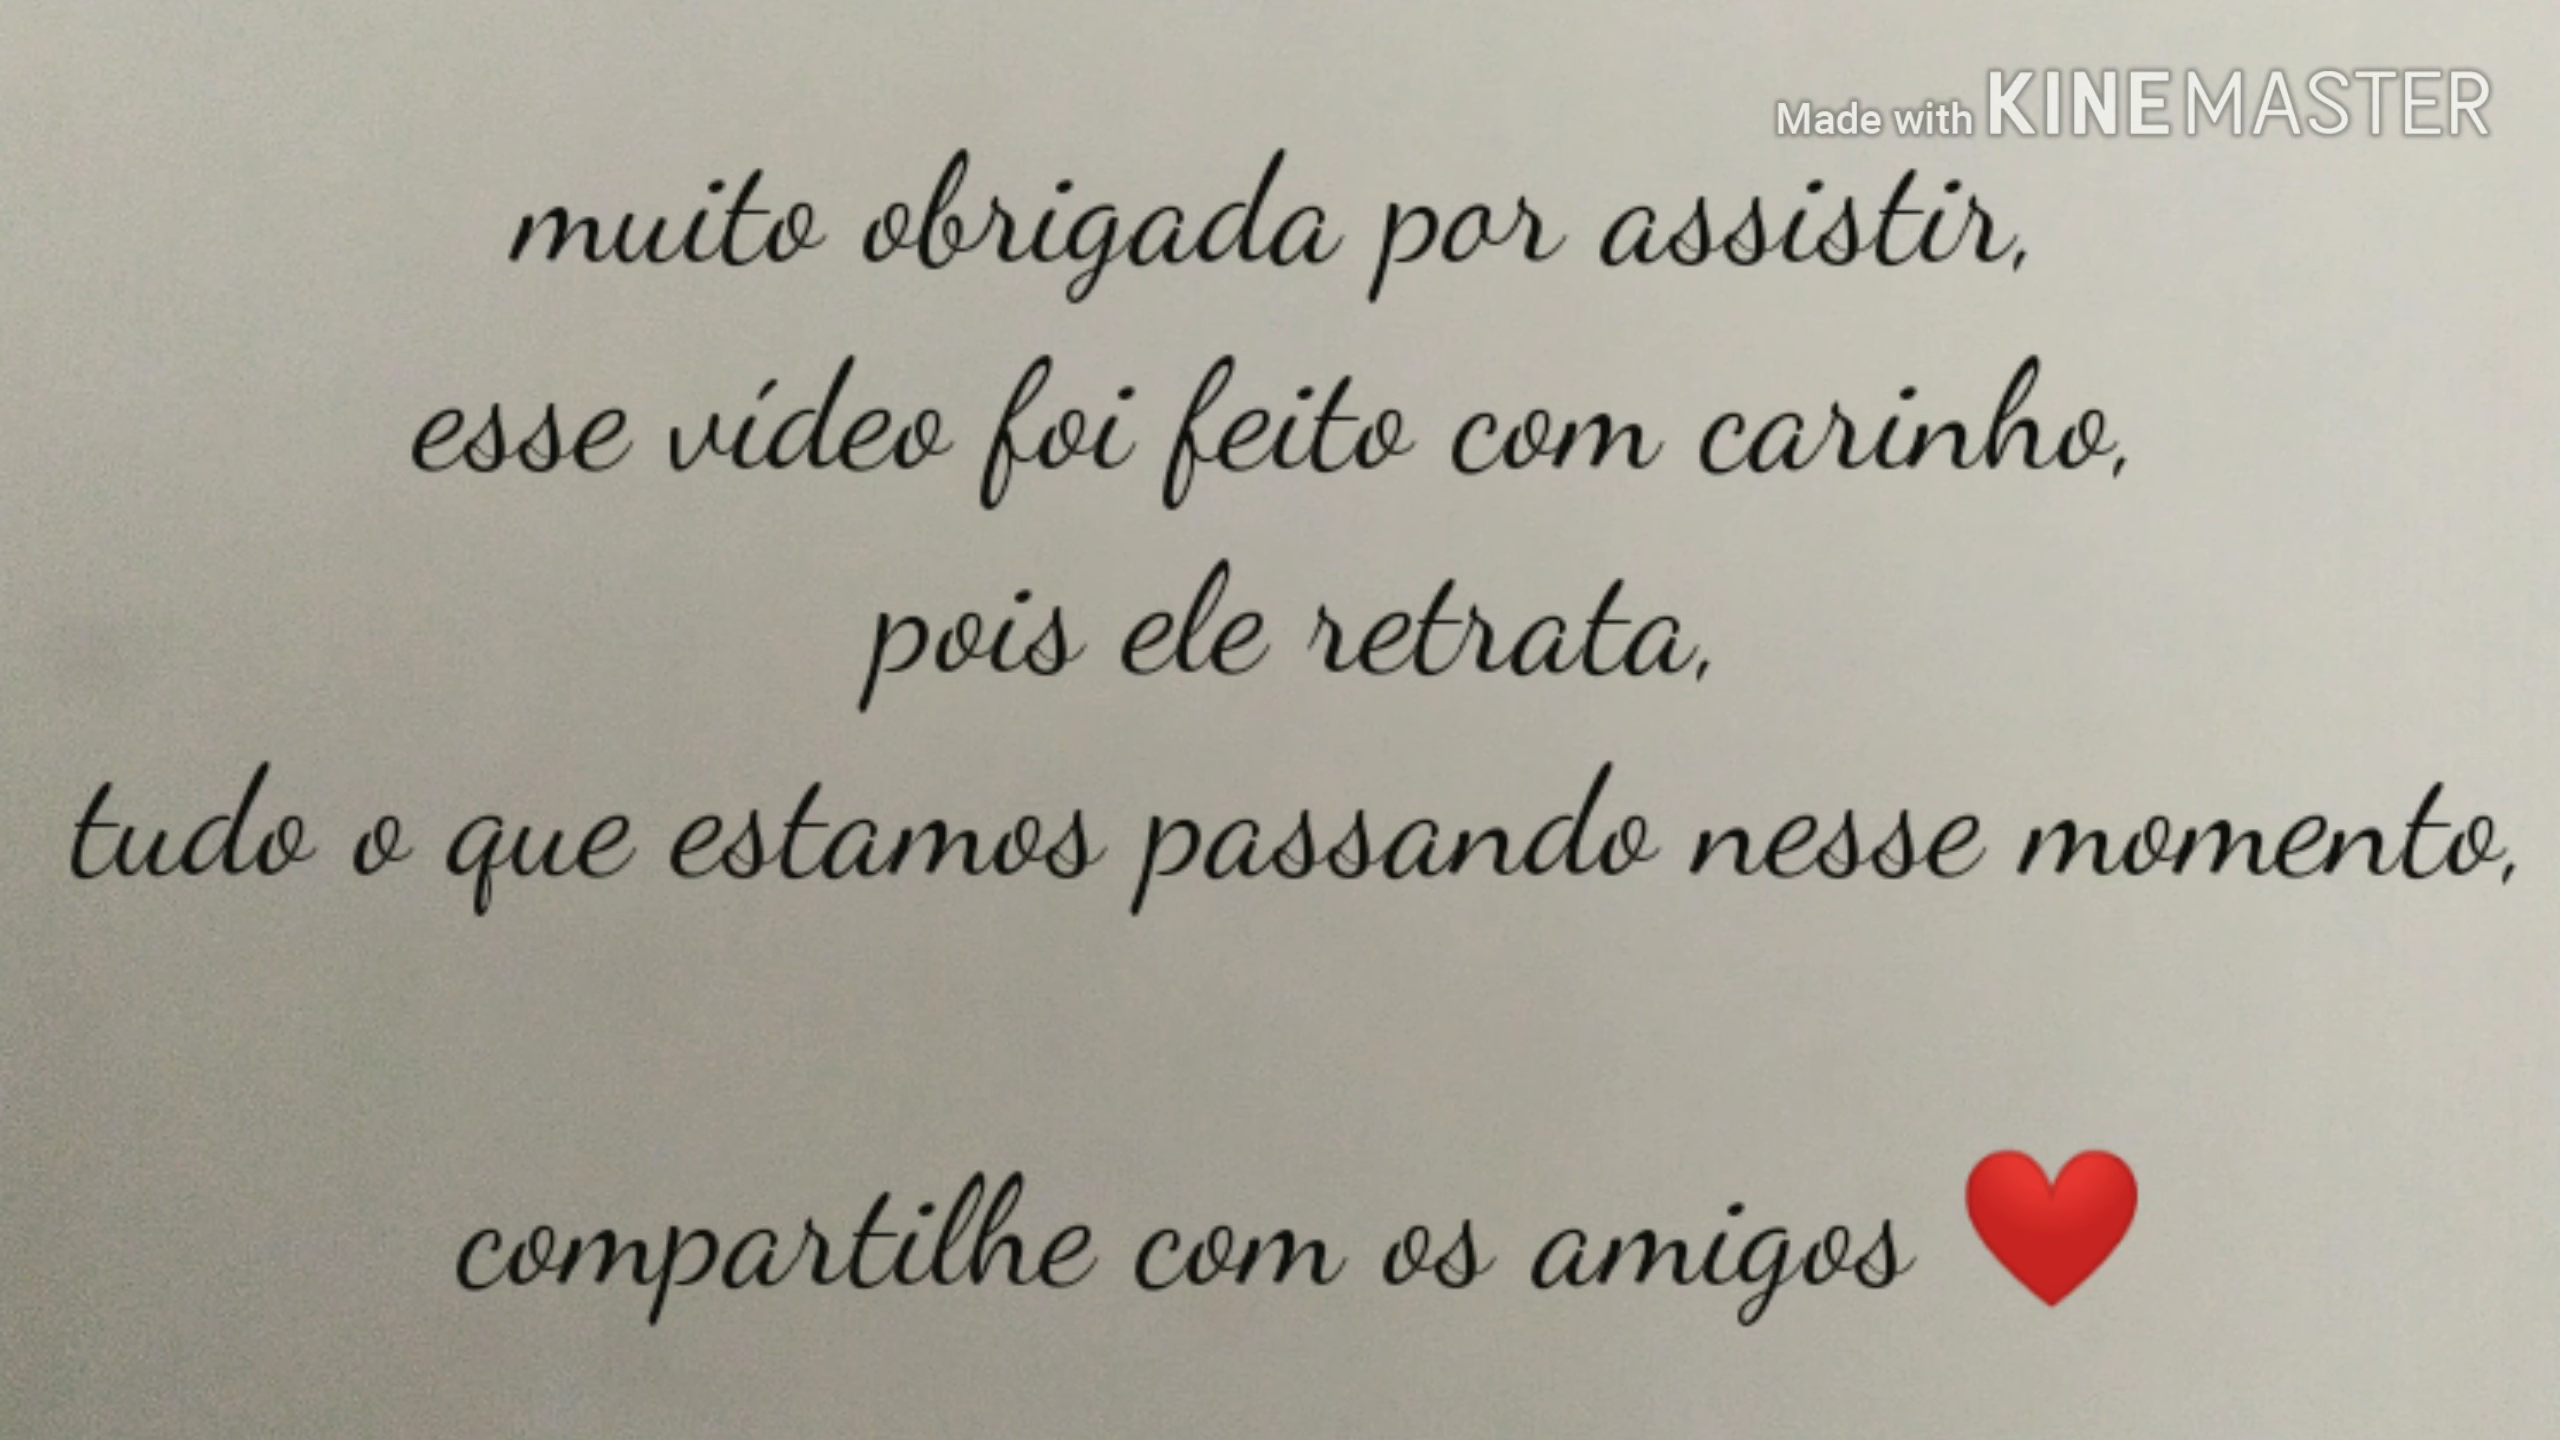 Made with KINEMASTER
muito obrigada por assistir,
esse vídeo foi feito com carinho,
pois ele retrata,
tudo o que estamos passando nesse momento,
compartilhe com os amigos ❤️